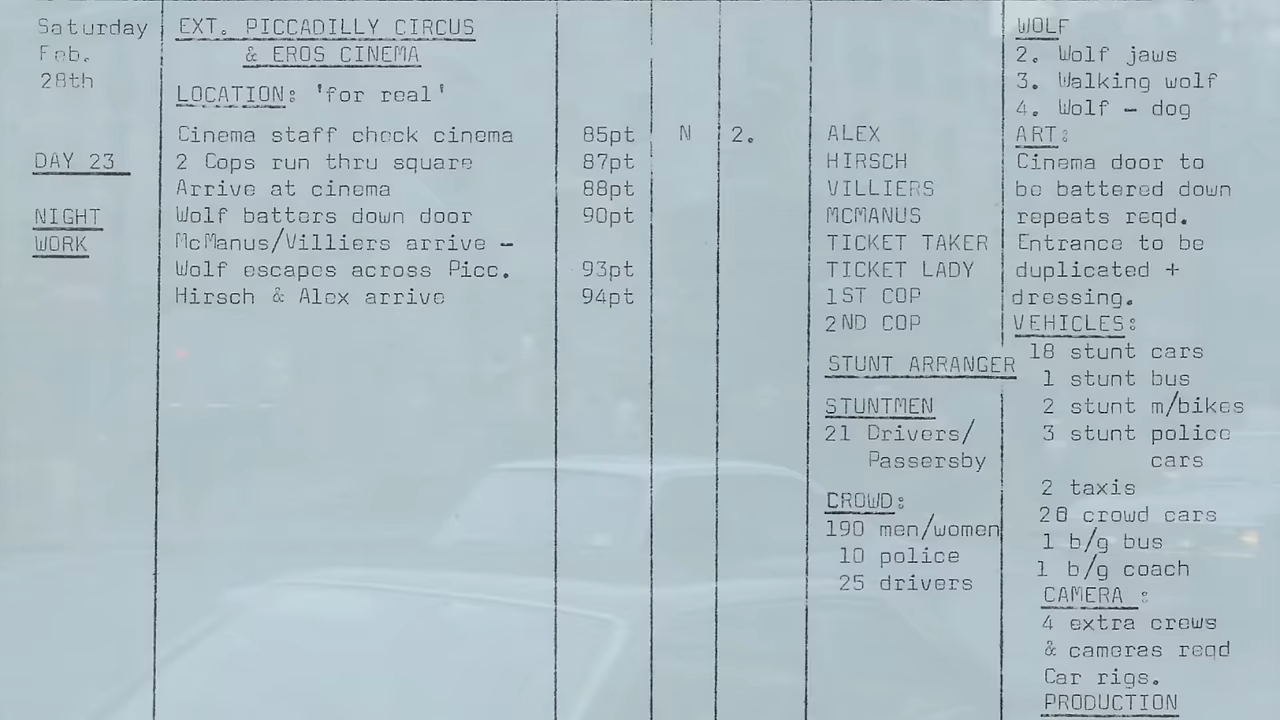 Saturday
Feb.
28th
DAY 23
NIGHT
WORK
EXT. PICCADILLY CIRCUS
& EROS CINEMA
LOCATION: 'for real'
Cinema staff check cinema 85pt N 2.
2 Cops run thru square 87pt
Arrive at cinema 88pt
Wolf batters down door 90pt
McManus/Villiers arrive -
Wolf escapes across Picc. 93pt
Hirsch & Alex arrive 94pt
ALEX
HIRSCH
VILLIERS
MCMANUS
TICKET TAKER
TICKET LADY
1ST COP
2ND COP
STUNT ARRANGER
STUNTMEN
21 Drivers/
Passersby
CROWD:
190 men/women
10 police
25 drivers
WOLF
2. Wolf jaws
3. Walking wolf
4. Wolf - dog
ART:
Cinema door to
be battered down
repeats reqd.
Entrance to be
duplicated +
dressing.
VEHICLES:
18 stunt cars
1 stunt bus
2 stunt m/bikes
3 stunt police
cars
2 taxis
20 crowd cars
1 b/g bus
1 b/g coach
CAMERA :
4 extra crews
& cameras reqd
Car rigs.
PRODUCTION